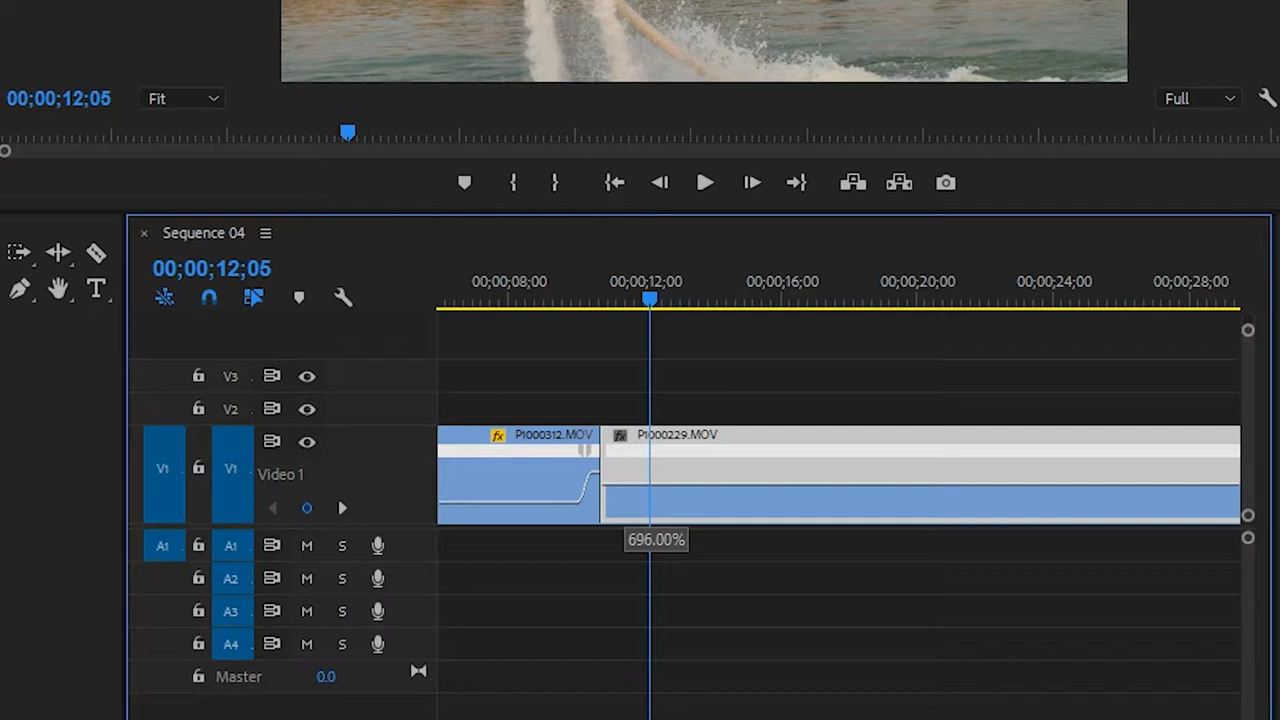 00;00;12;05
Fit
Full
Sequence 04
00;00;12;05
00;00;08;00
00;00;12;00
00;00;16;00
00;00;20;00
00;00;24;00
00;00;28;00
V3
V2
fx P1000312.MOV
fx P1000229.MOV
V1
V1
Video 1
696.00%
A1
A1
M
S
A2
M
S
A3
M
S
A4
M
S
Master
0.0
T